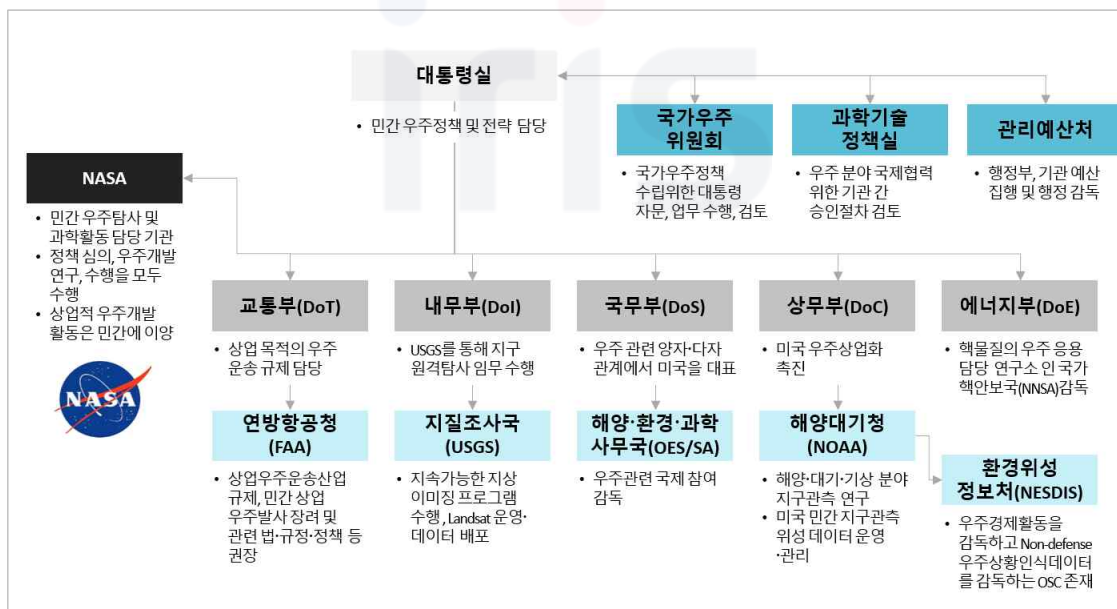 iris
대통령실
• 민간 우주정책 및 전략 담당
국가우주
위원회
• 국가우주정책
수립위한 대통령
자문, 업무 수행, 검토
과학기술
정책실
• 우주 분야 국제협력
위한 기관 간
승인절차 검토
관리예산처
• 행정부, 기관 예산
집행 및 행정 감독
NASA
• 민간 우주탐사 및
과학활동 담당 기관
• 정책 심의, 우주개발
연구, 수행을 모두
수행
• 상업적 우주개발
활동은 민간에 이양
NASA
교통부(DoT)
• 상업 목적의 우주
운송 규제 담당
연방항공청
(FAA)
• 상업우주운송산업
규제, 민간 상업
우주발사 장려 및
관련 법·규정·정책 등
권장
내무부(DoI)
• USGS를 통해 지구
원격탐사 임무 수행
지질조사국
(USGS)
• 지속가능한 지상
이미징 프로그램
수행, Landsat 운영·
데이터 배포
국무부(DoS)
• 우주 관련 양자·다자
관계에서 미국을 대표
해양·환경·과학
사무국(OES/SA)
• 우주관련 국제 참여
감독
상무부(DoC)
• 미국 우주상업화
촉진
해양대기청
(NOAA)
• 해양·대기·기상 분야
지구관측 연구
• 미국 민간 지구관측
위성 데이터 운영
·관리
에너지부(DoE)
• 핵물질의 우주 응용
담당 연구소 인 국가
핵안보국(NNSA)감독
환경위성
정보처(NESDIS)
• 우주경제활동을
감독하고 Non-defense
우주상황인식데이터
를 감독하는 OSC 존재